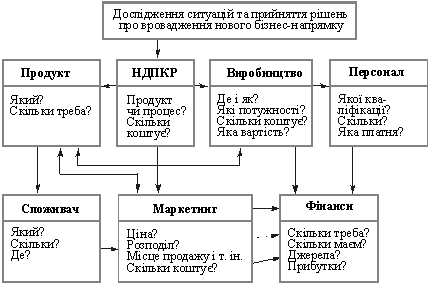 Дослідження ситуацій та прийняття рішень
про вровадження нового бізнес-напрямку
Продукт
Який?
Скільки треба?
НДПКР
Продукт
чи процес?
Скільки
коштує?
Виробництво
Де і як?
Які потужності?
Скільки коштує?
Яка вартість?
Персонал
Якої ква-
ліфікації?
Скільки?
Яка платня?
Споживач
Який?
Скільки?
Де?
Маркетинг
Ціна?
Розподіл?
Місце продажу і т. ін.
Скільки коштує?
Фінанси
Скільки треба?
Скільки маєм?
Джерела?
Прибутки?